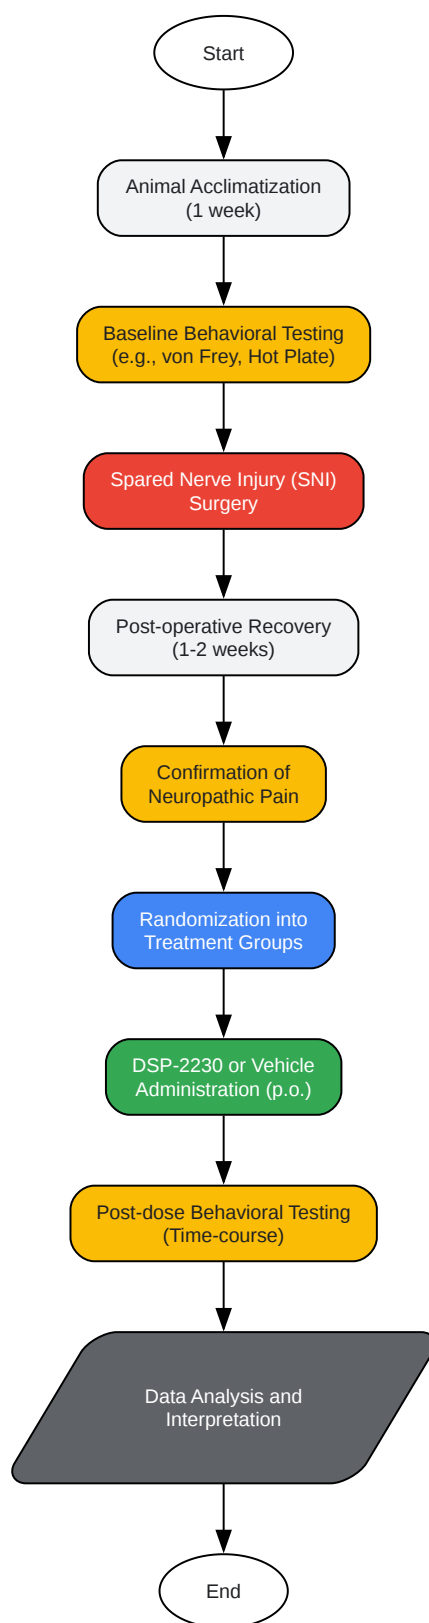 Start
Animal Acclimatization
(1 week)
Baseline Behavioral Testing
(e.g., von Frey, Hot Plate)
Spared Nerve Injury (SNI)
Surgery
Post-operative Recovery
(1-2 weeks)
Confirmation of
Neuropathic Pain
Randomization into
Treatment Groups
DSP-2230 or Vehicle
Administration (p.o.)
Post-dose Behavioral Testing
(Time-course)
Data Analysis and
Interpretation
End